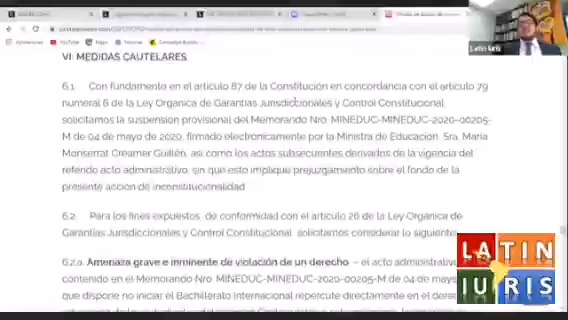 YouTube
Maps
Latin Iuris
VI. MEDIDAS CAUTELARES
6.1 Con fundamento en el artículo 87 de la Constitución en concordancia con el artículo 79
numeral 6 de la Ley Orgánica de Garantías Jurisdiccionales y Control Constitucional
solicitamos la suspensión provisional del Memorando Nro. MINEDUC-MINEDUC-2020-00205-
M de 04 de mayo de 2020, firmado electrónicamente por la Ministra de Educación, Sra. María
Monserrat Creamer Guillén, así como los actos subsecuentes derivados de la vigencia del
referido acto administrativo, sin que esto implique prejuzgamiento sobre el fondo de la
presente acción de inconstitucionalidad.
6.2 Para los fines expuestos, de conformidad con el artículo 26 de la Ley Orgánica de
Garantías Jurisdiccionales y Control Constitucional, solicitamos considerar lo siguiente:
6.2.a. Amenaza grave e inminente de violación de un derecho – el acto administrativo
contenido en el Memorando Nro. MINEDUC-MINEDUC-2020-00205-M de 04 de mayo
que dispone no iniciar el Bachillerato Internacional repercute directamente en el
LATIN
IURIS